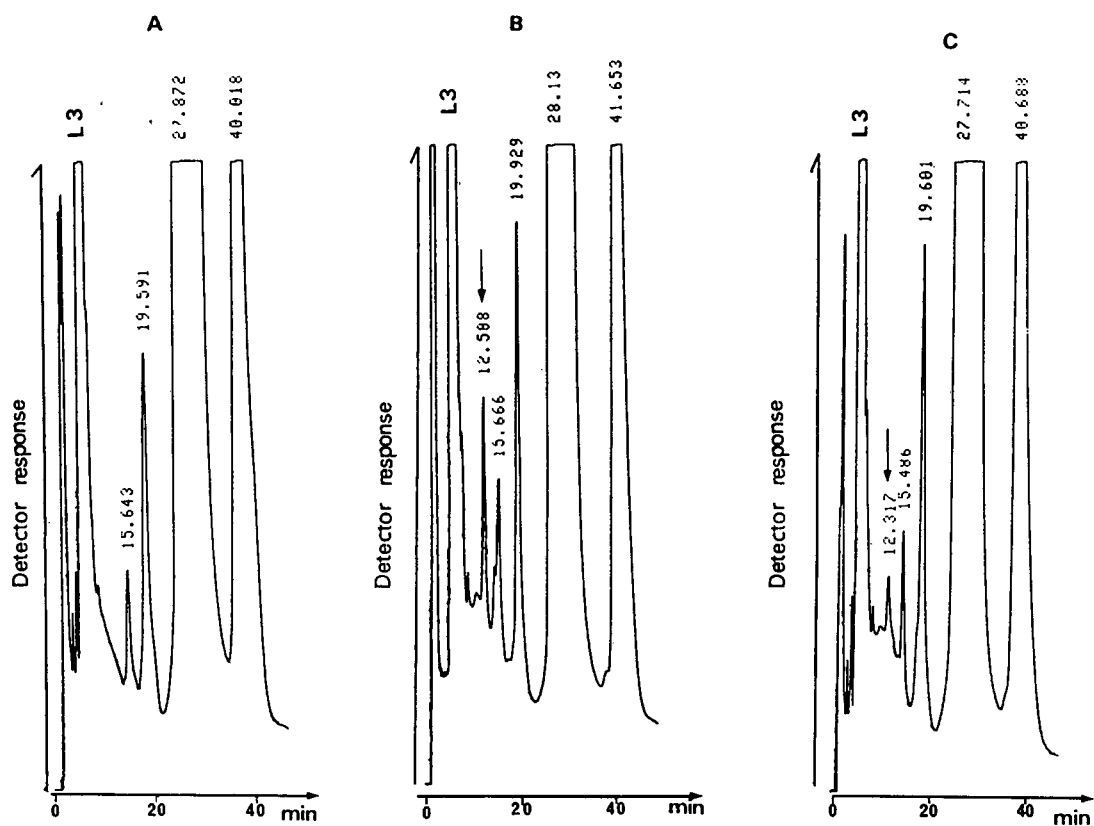 A
L3
15.643
19.591
27.872
40.018
Detector response
0
20
40
min
B
L3
12.508
15.666
19.929
28.13
41.653
Detector response
0
20
40
min
C
L3
12.317
15.486
19.601
27.714
40.688
Detector response
0
20
40
min